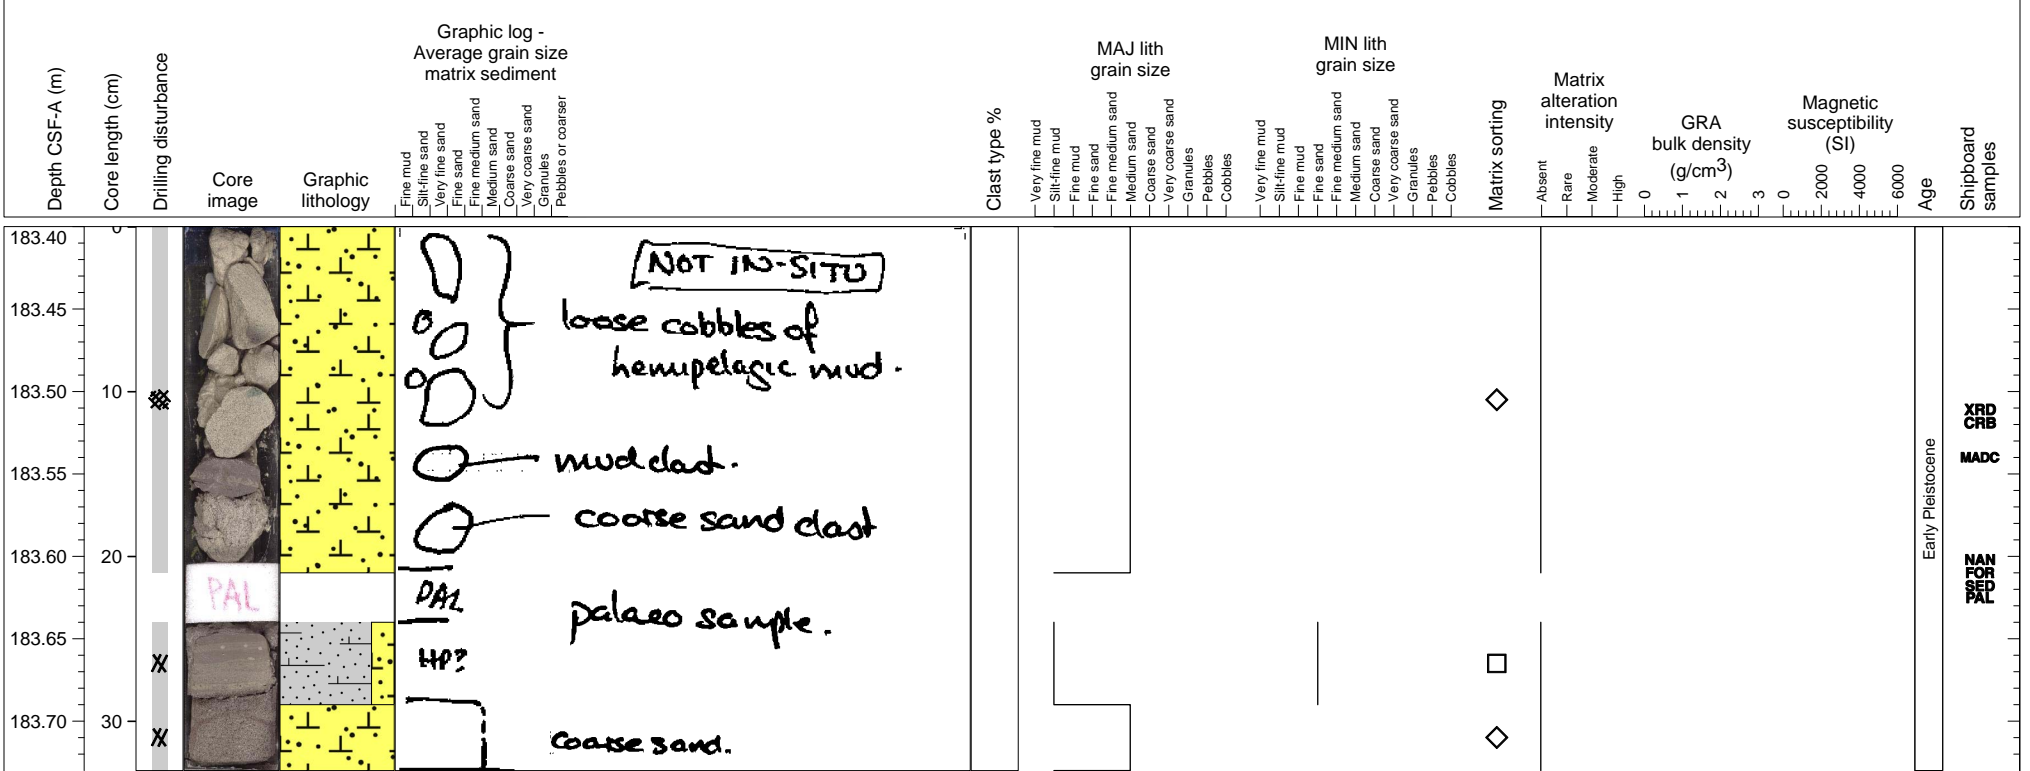 Depth CSF-A (m)
Core length (cm)
Drilling disturbance
Core
image
Graphic
lithology
Graphic log -
Average grain size
matrix sediment
Fine mud
Silt-fine sand
Very fine sand
Fine sand
Fine medium sand
Medium sand
Coarse sand
Very coarse sand
Granules
Pebbles or coarser
Clast type %
MAJ lith
grain size
Very fine mud
Silt-fine mud
Fine mud
Fine sand
Fine medium sand
Medium sand
Coarse sand
Very coarse sand
Granules
Pebbles
Cobbles
MIN lith
grain size
Very fine mud
Silt-fine mud
Fine mud
Fine sand
Fine medium sand
Medium sand
Coarse sand
Very coarse sand
Granules
Pebbles
Cobbles
Matrix sorting
Matrix
alteration
intensity
Absent
Rare
Moderate
High
GRA
bulk density
(g/cm3)
0 1 2 3
Magnetic
susceptibility
(SI)
0 2000 4000 6000
Age
Shipboard
samples
183.40
183.45
183.50
183.55
183.60
183.65
183.70
0
10
20
30
PAL
NOT IN-SITU
loose cobbles of
hemipelagic mud.
mud clast.
coarse sand clast
PAL
palaeo sample.
HP?
coarse sand.
Early Pleistocene
XRD
CRB
MADC
NAN
FOR
SED
PAL